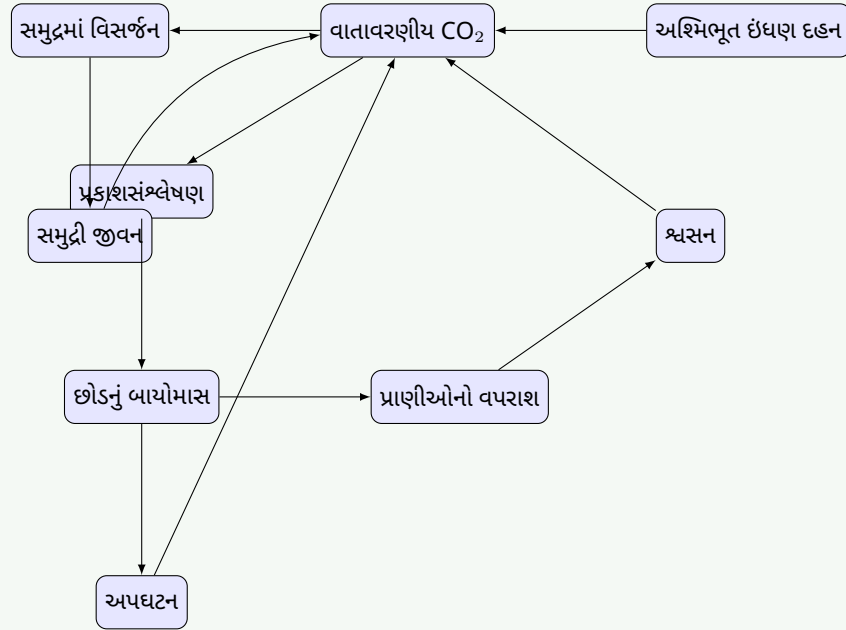 સમુદ્રમાં વિસર્જન
વાતાવરણીય CO₂
અશ્મિભૂત ઇંધણ દહન
પ્રકાશસંશ્લેષણ
સમુદ્રી જીવન
શ્વસન
છોડનું બાયોમાસ
પ્રાણીઓનો વપરાશ
અપઘટન